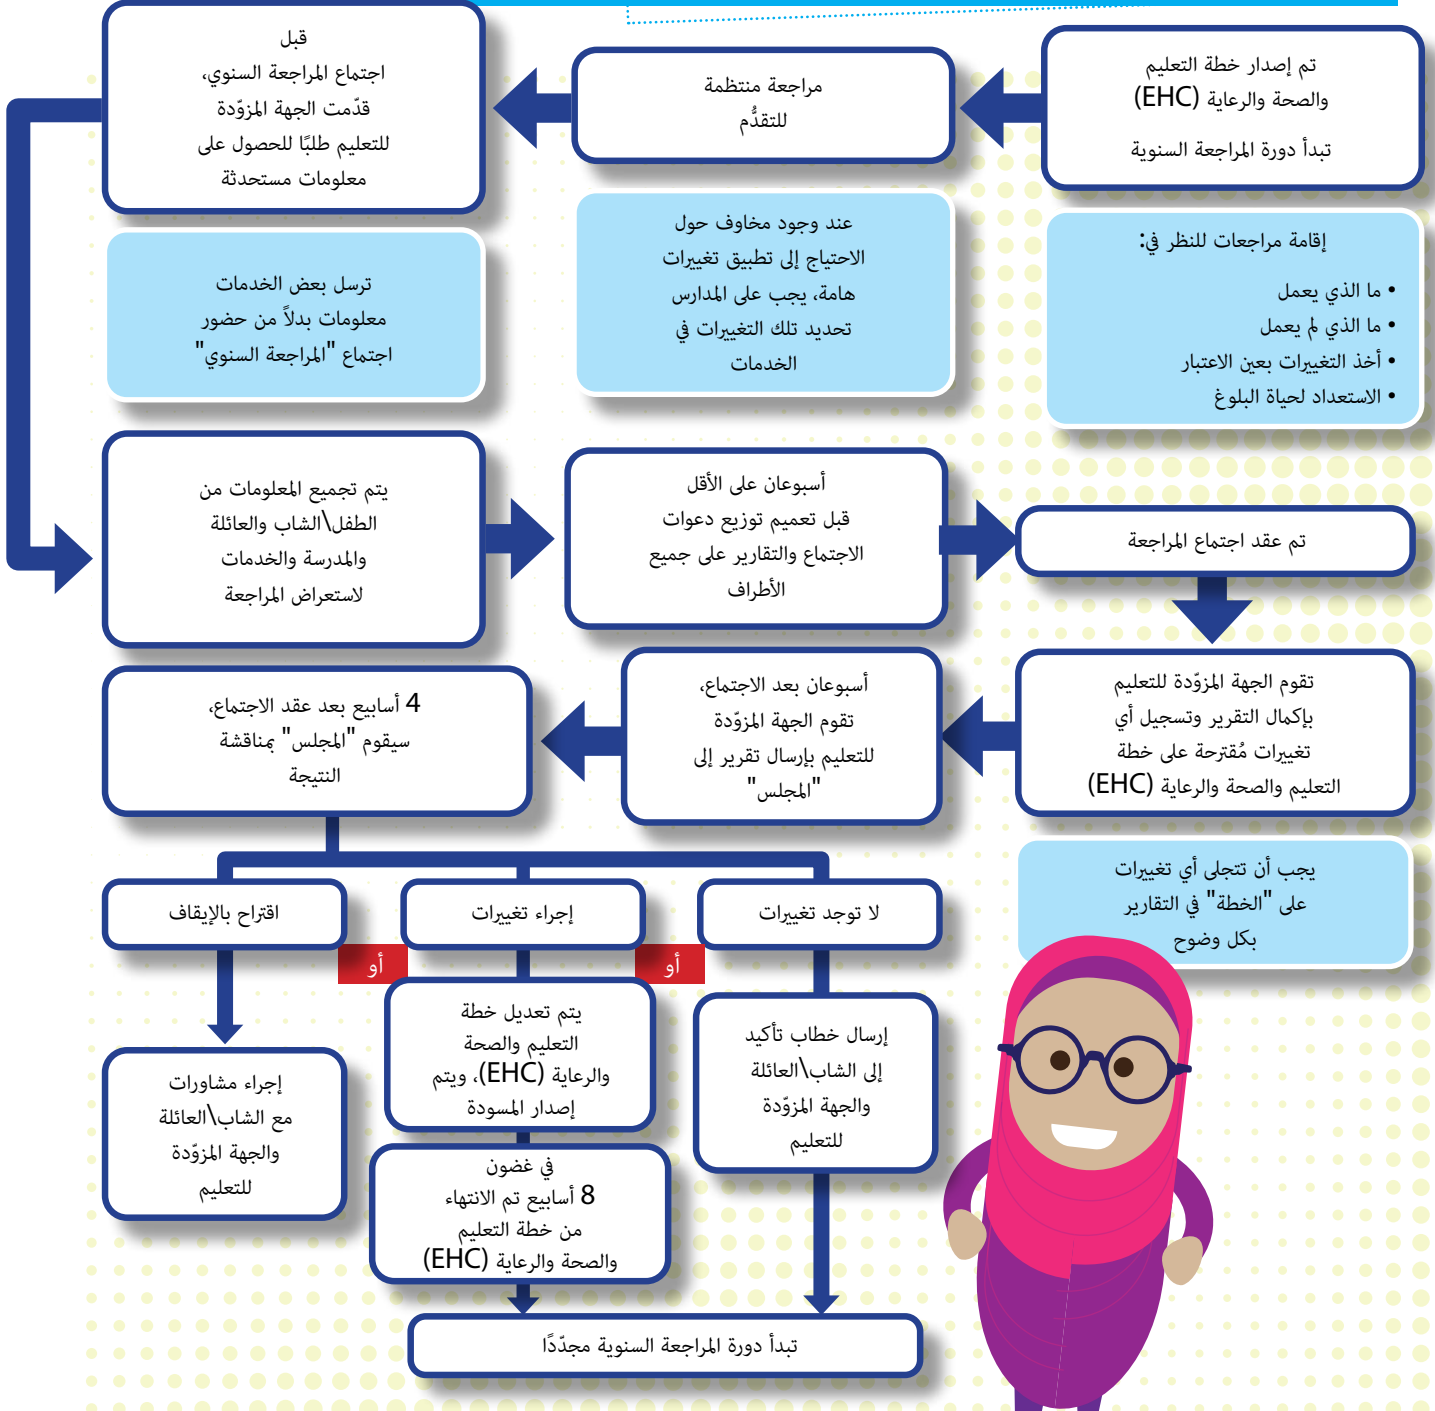 تم إصدار خطة التعليم
والصحة والرعاية (EHC)
تبدأ دورة المراجعة السنوية
مراجعة منتظمة
للتقدُّم
قبل
اجتماع المراجعة السنوي،
قدّمت الجهة المزوّدة
للتعليم طلبًا للحصول على
معلومات مستحدثة
إقامة مراجعات للنظر في:
• ما الذي يعمل
• ما الذي لم يعمل
• أخذ التغييرات بعين الاعتبار
• الاستعداد لحياة البلوغ
عند وجود مخاوف حول
الاحتياج إلى تطبيق تغييرات
هامة، يجب على المدارس
تحديد تلك التغييرات في
الخدمات
ترسل بعض الخدمات
معلومات بدلاً من حضور
اجتماع "المراجعة السنوي"
يتم تجميع المعلومات من
الطفل\الشاب والعائلة
والمدرسة والخدمات
لاستعراض المراجعة
أسبوعان على الأقل
قبل تعميم توزيع دعوات
الاجتماع والتقارير على جميع
الأطراف
تم عقد اجتماع المراجعة
تقوم الجهة المزوّدة للتعليم
بإكمال التقرير وتسجيل أي
تغييرات مُقترحة على خطة
التعليم والصحة والرعاية (EHC)
يجب أن تتجلى أي تغييرات
على "الخطة" في التقارير
بكل وضوح
أسبوعان بعد الاجتماع،
تقوم الجهة المزوّدة
للتعليم بإرسال تقرير إلى
"المجلس"
4 أسابيع بعد عقد الاجتماع،
سيقوم "المجلس" بمناقشة
النتيجة
لا توجد تغييرات
أو
إجراء تغييرات
أو
اقتراح بالإيقاف
إرسال خطاب تأكيد
إلى الشاب\العائلة
والجهة المزوّدة
للتعليم
يتم تعديل خطة
التعليم والصحة
والرعاية (EHC)، ويتم
إصدار المسودة
في غضون
8 أسابيع تم الانتهاء
من خطة التعليم
والصحة والرعاية (EHC)
إجراء مشاورات
مع الشاب\العائلة
والجهة المزوّدة
للتعليم
تبدأ دورة المراجعة السنوية مجدّدًا